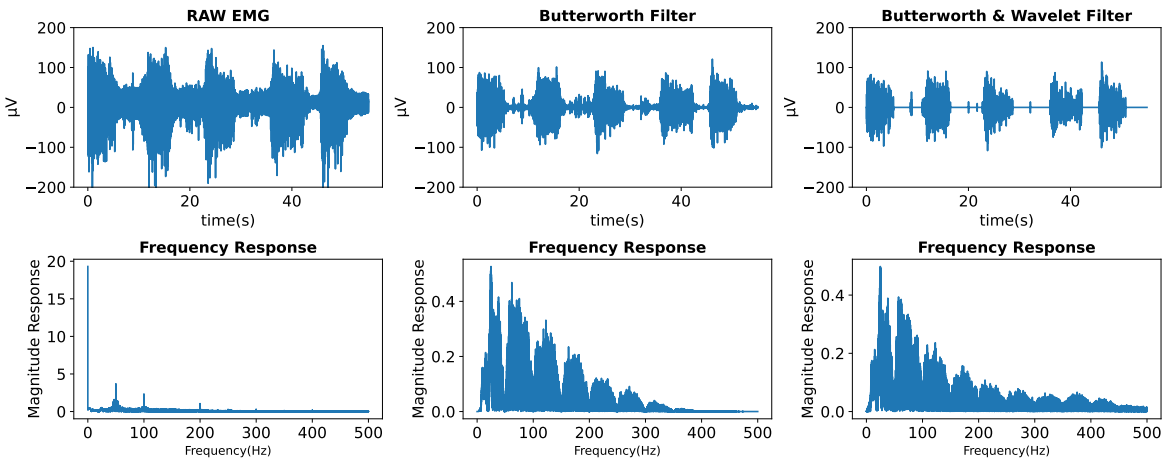 RAW EMG
200
100
0
−100
−200
µV
0 20 40
time(s)
Butterworth Filter
200
100
0
−100
−200
µV
0 20 40
time(s)
Butterworth & Wavelet Filter
200
100
0
−100
−200
µV
0 20 40
time(s)
Frequency Response
20
15
10
5
0
Magnitude Response
0 100 200 300 400 500
Frequency(Hz)
Frequency Response
0.4
0.2
0.0
Magnitude Response
0 100 200 300 400 500
Frequency(Hz)
Frequency Response
0.4
0.2
0.0
Magnitude Response
0 100 200 300 400 500
Frequency(Hz)